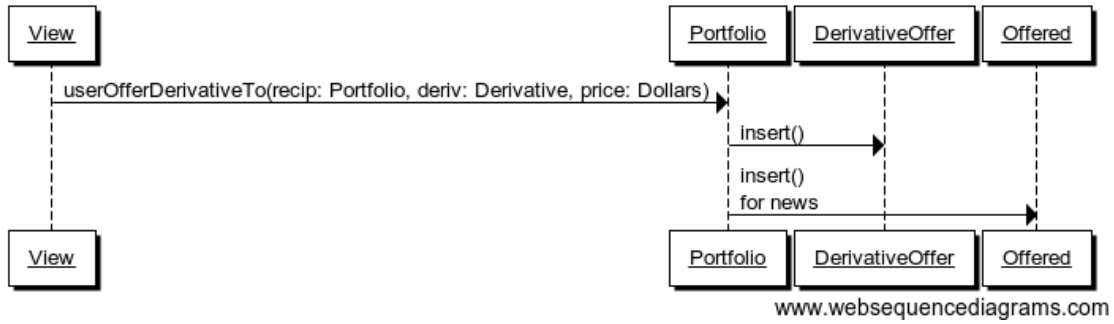 View Portfolio DerivativeOffer Offered
userOfferDerivativeTo(recip: Portfolio, deriv: Derivative, price: Dollars)
insert()
insert()
for news
View Portfolio DerivativeOffer Offered
www.websequencediagrams.com